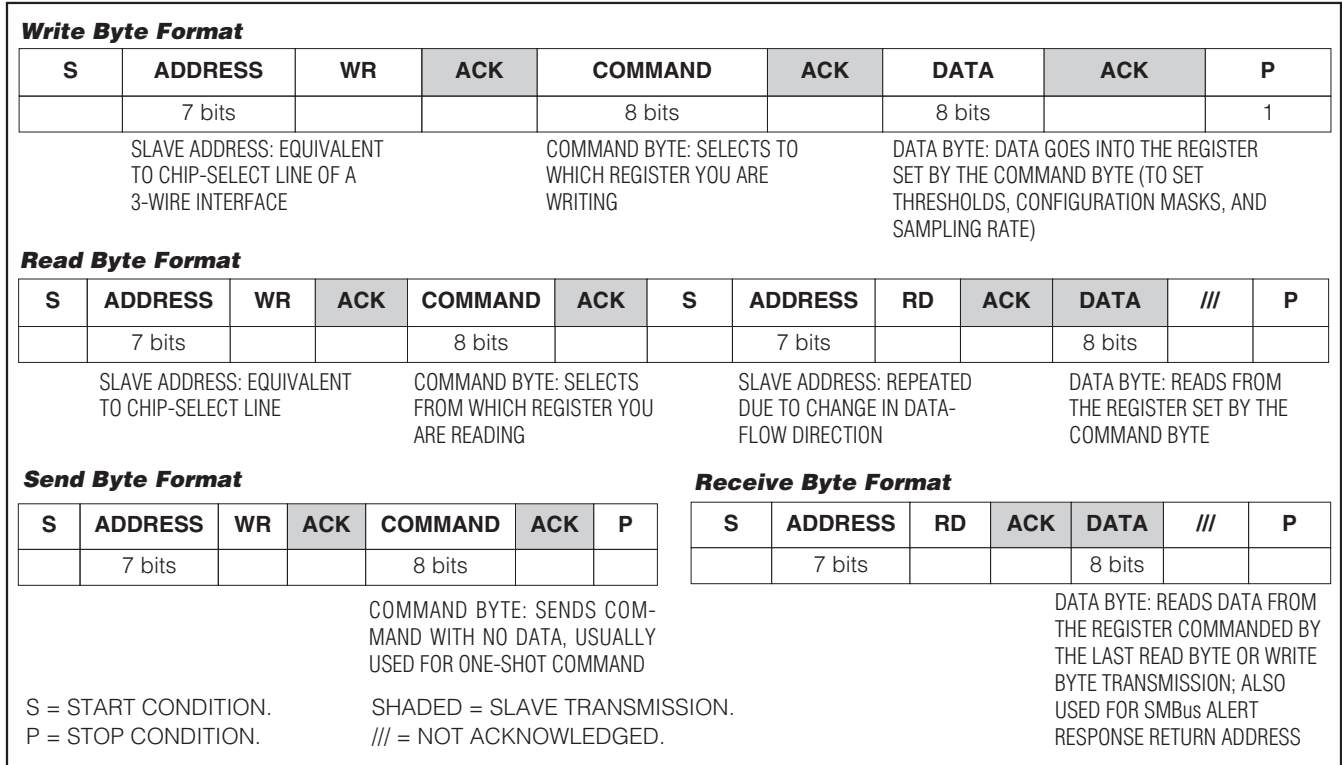 Write Byte Format
S ADDRESS WR ACK COMMAND ACK DATA ACK P
7 bits 8 bits 8 bits 1
SLAVE ADDRESS: EQUIVALENT
TO CHIP-SELECT LINE OF A
3-WIRE INTERFACE
COMMAND BYTE: SELECTS TO
WHICH REGISTER YOU ARE
WRITING
DATA BYTE: DATA GOES INTO THE REGISTER
SET BY THE COMMAND BYTE (TO SET
THRESHOLDS, CONFIGURATION MASKS, AND
SAMPLING RATE)
Read Byte Format
S ADDRESS WR ACK COMMAND ACK S ADDRESS RD ACK DATA /// P
7 bits 8 bits 7 bits 8 bits
SLAVE ADDRESS: EQUIVALENT
TO CHIP-SELECT LINE
COMMAND BYTE: SELECTS
FROM WHICH REGISTER YOU
ARE READING
SLAVE ADDRESS: REPEATED
DUE TO CHANGE IN DATA-
FLOW DIRECTION
DATA BYTE: READS FROM
THE REGISTER SET BY THE
COMMAND BYTE
Send Byte Format
S ADDRESS WR ACK COMMAND ACK P
7 bits 8 bits
COMMAND BYTE: SENDS COM-
MAND WITH NO DATA, USUALLY
USED FOR ONE-SHOT COMMAND
Receive Byte Format
S ADDRESS RD ACK DATA /// P
7 bits 8 bits
DATA BYTE: READS DATA FROM
THE REGISTER COMMANDED BY
THE LAST READ BYTE OR WRITE
BYTE TRANSMISSION; ALSO
USED FOR SMBus ALERT
RESPONSE RETURN ADDRESS
S = START CONDITION. SHADED = SLAVE TRANSMISSION.
P = STOP CONDITION. /// = NOT ACKNOWLEDGED.